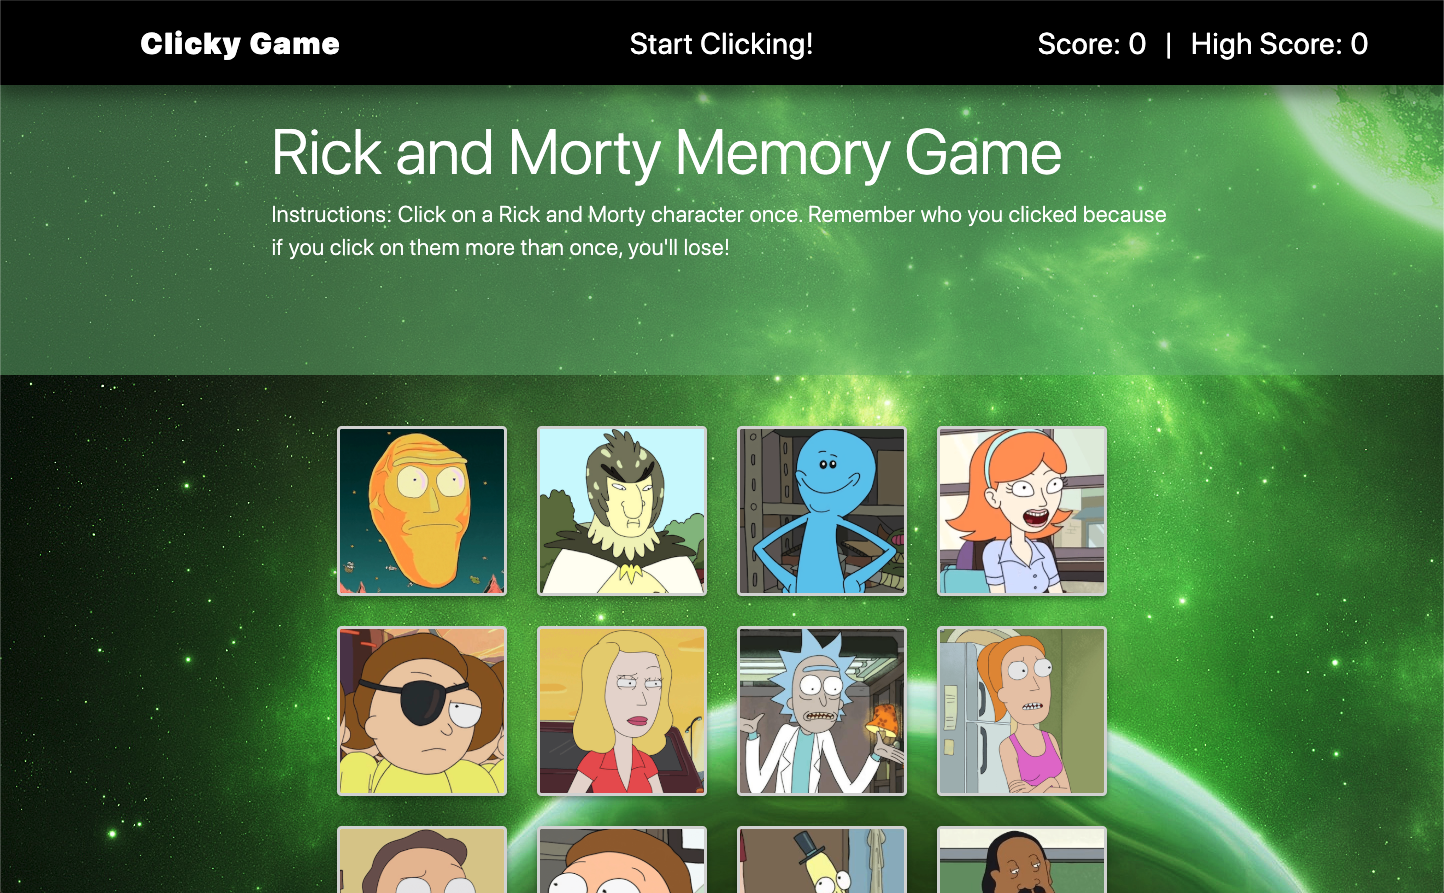 Clicky Game
Start Clicking!
Score: 0 | High Score: 0
Rick and Morty Memory Game
Instructions: Click on a Rick and Morty character once. Remember who you clicked because
if you click on them more than once, you'll lose!